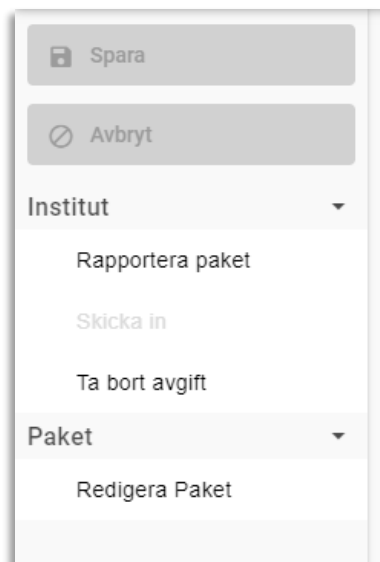 Spara
Avbryt
Institut
Rapportera paket
Skicka in
Ta bort avgift
Paket
Redigera Paket